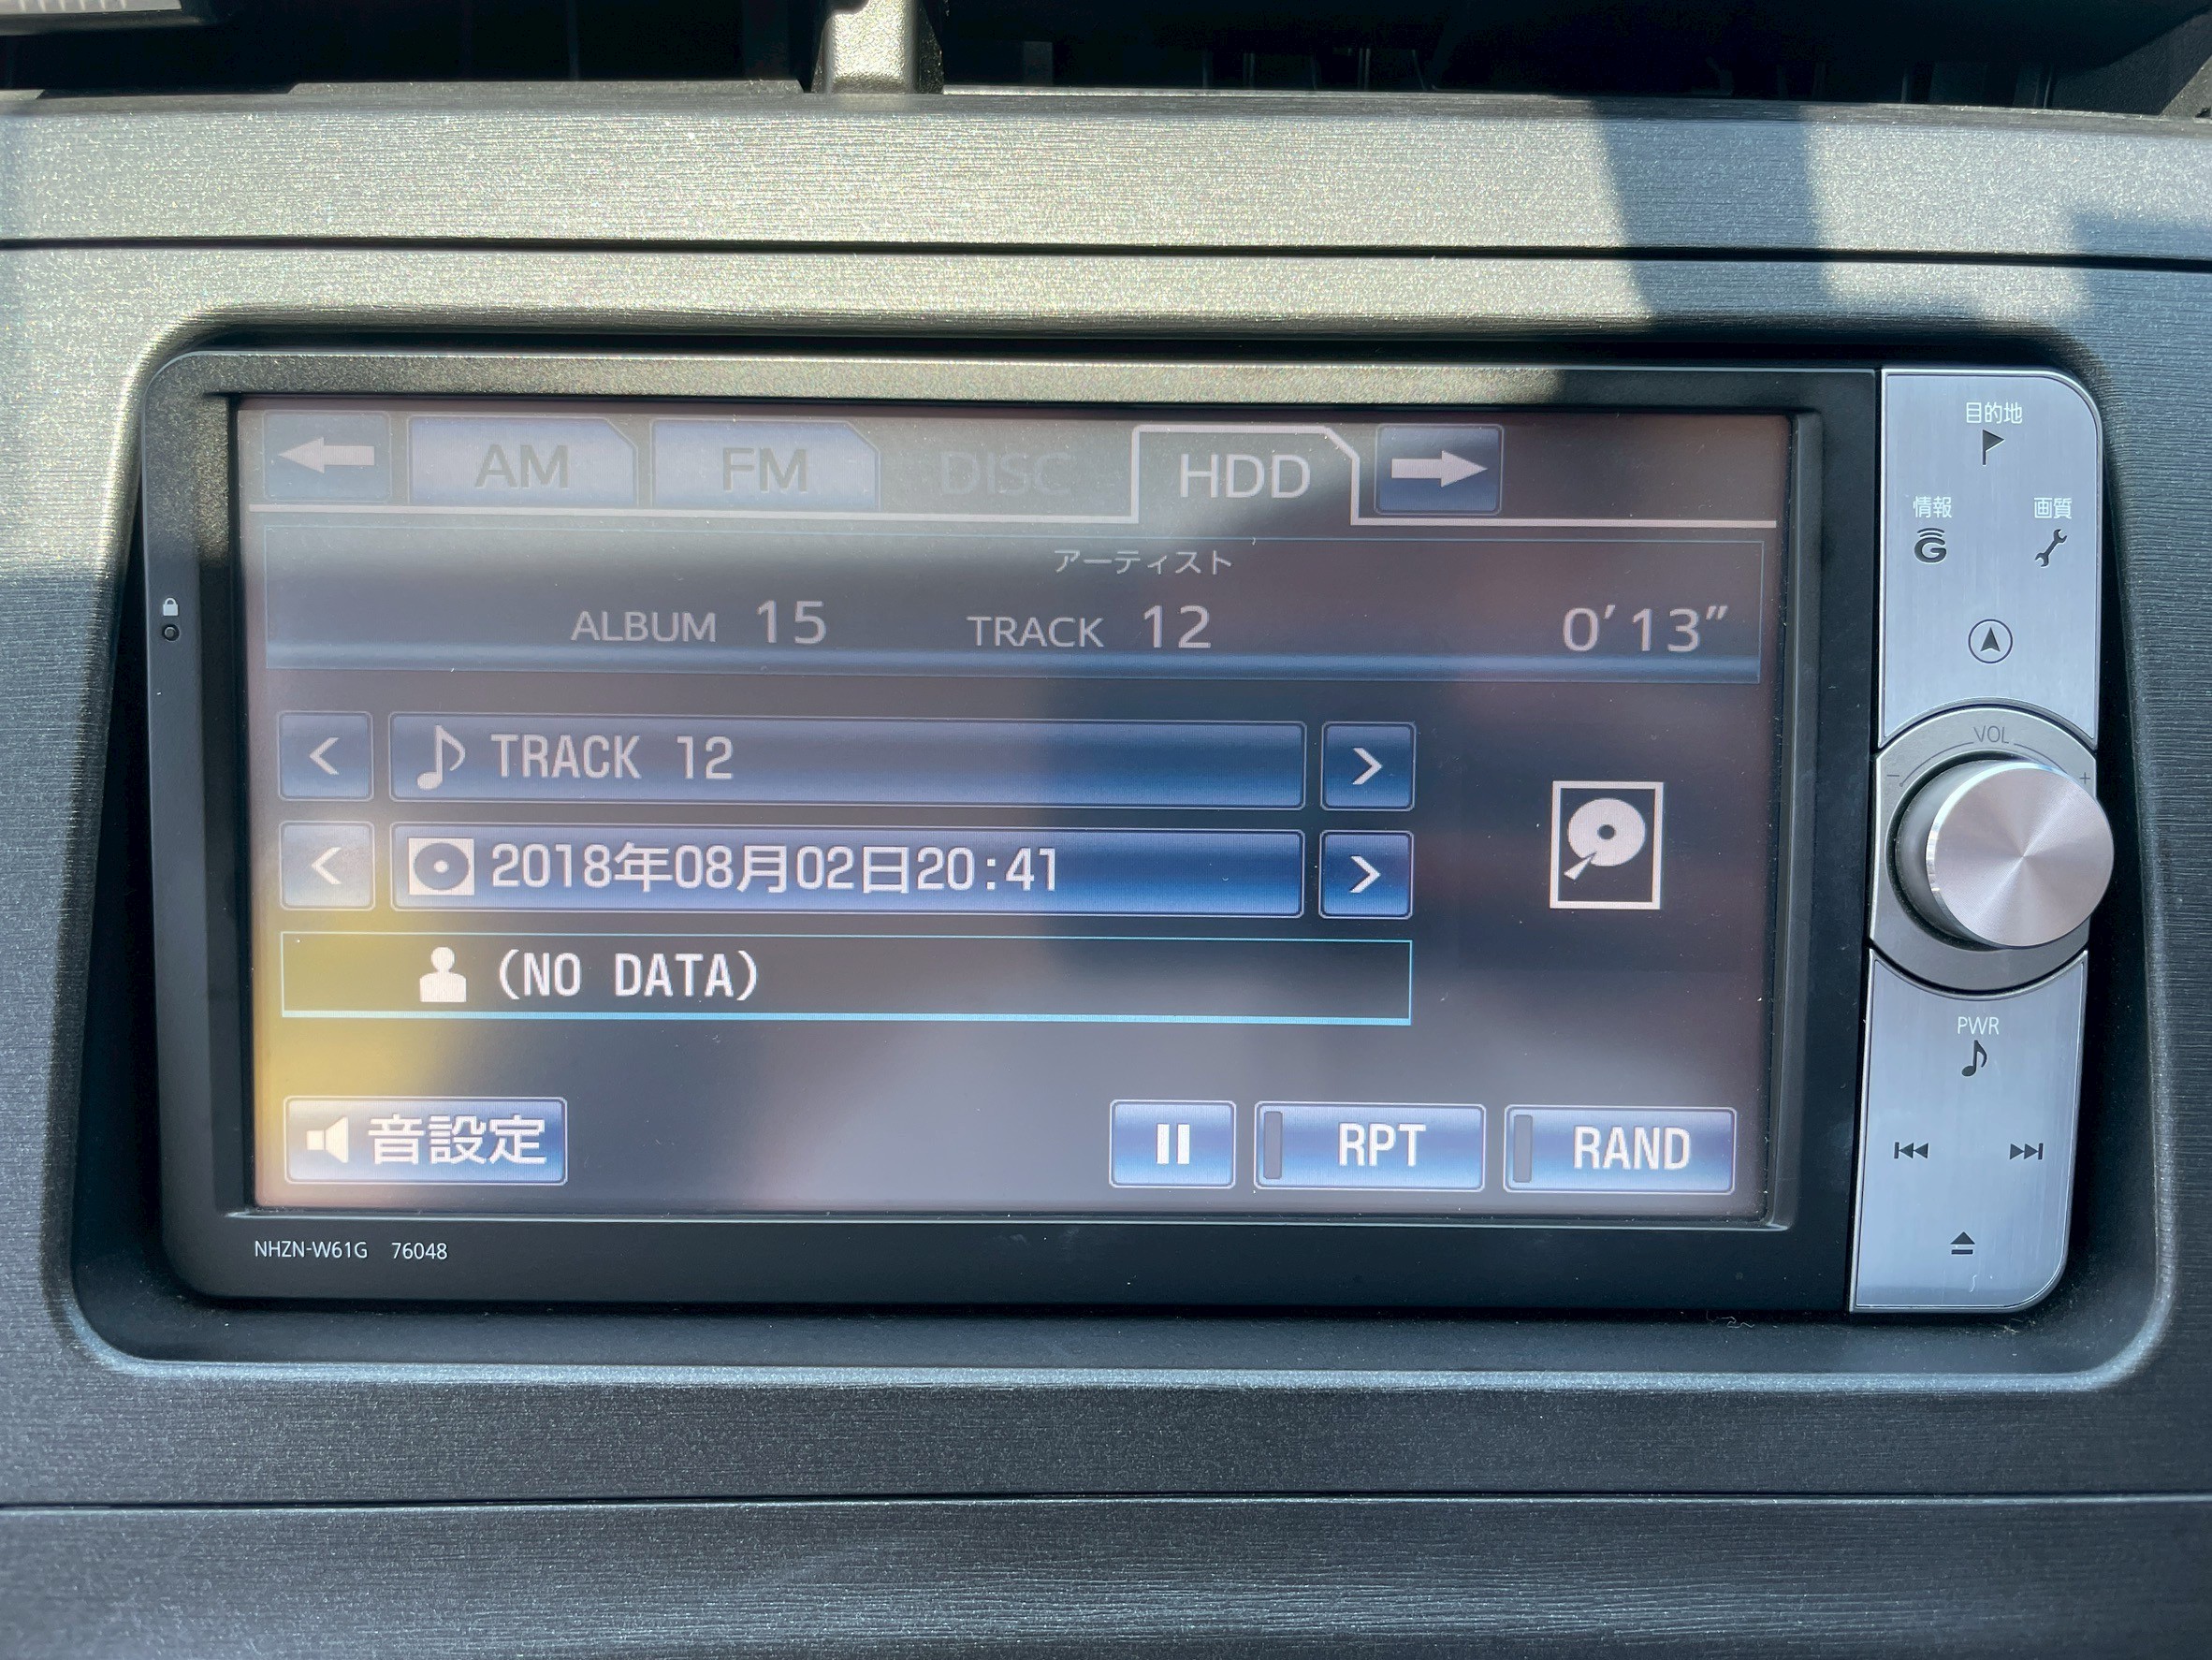 AM FM DISC HDD
アーティスト
ALBUM 15 TRACK 12 0'13"
TRACK 12
2018年08月02日20:41
(NO DATA)
音設定 RPT RAND
NHZN-W61G 76048
目的地
情報 画質
G
VOL
- +
PWR